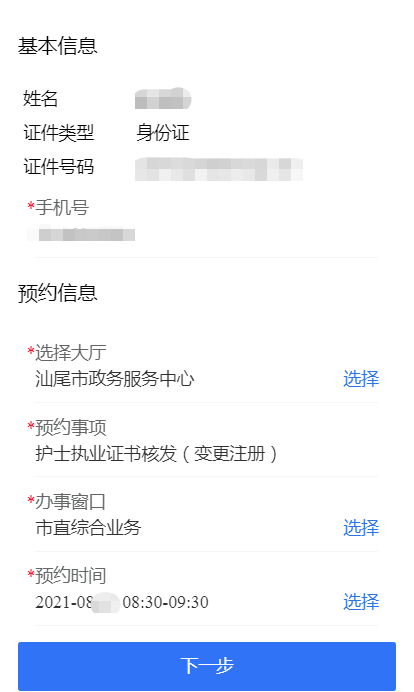 基本信息
姓名
证件类型 身份证
证件号码
*手机号
预约信息
*选择大厅
汕尾市政务服务中心 选择
*预约事项
护士执业证书核发（变更注册）
*办事窗口
市直综合业务 选择
*预约时间
2021-08 08:30-09:30 选择
下一步